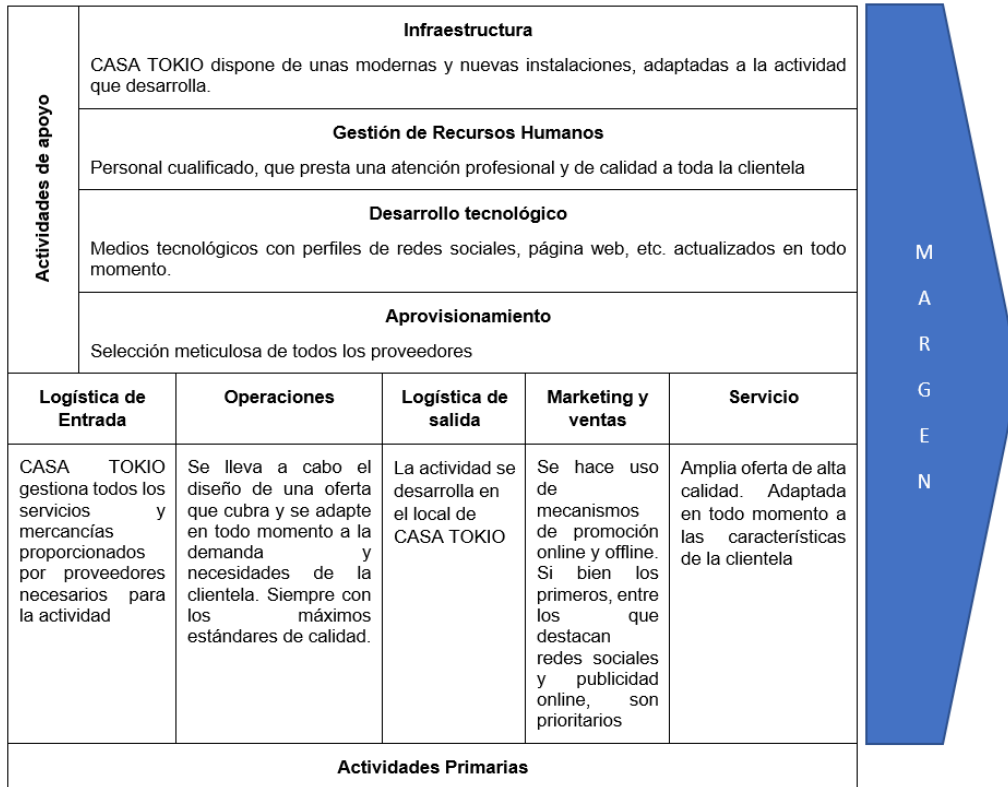 Actividades de apoyo
Infraestructura
CASA TOKIO dispone de unas modernas y nuevas instalaciones, adaptadas a la actividad
que desarrolla.
Gestión de Recursos Humanos
Personal cualificado, que presta una atención profesional y de calidad a toda la clientela
Desarrollo tecnológico
Medios tecnológicos con perfiles de redes sociales, página web, etc. actualizados en todo
momento.
Aprovisionamiento
Selección meticulosa de todos los proveedores
Logística de
Entrada
CASA TOKIO
gestiona todos los
servicios y
mercancías
proporcionados
por proveedores
necesarios para
la actividad
Operaciones
Se lleva a cabo el
diseño de una oferta
que cubra y se adapte
en todo momento a la
demanda y
necesidades de la
clientela. Siempre con
los máximos
estándares de calidad.
Logística de
salida
La actividad se
desarrolla en
el local de
CASA TOKIO
Marketing y
ventas
Se hace uso
de
mecanismos
de promoción
online y offline.
Si bien los
primeros, entre
los que
destacan
redes sociales
y publicidad
online, son
prioritarios
Servicio
Amplia oferta de alta
calidad. Adaptada
en todo momento a
las características
de la clientela
Actividades Primarias
M
A
R
G
E
N